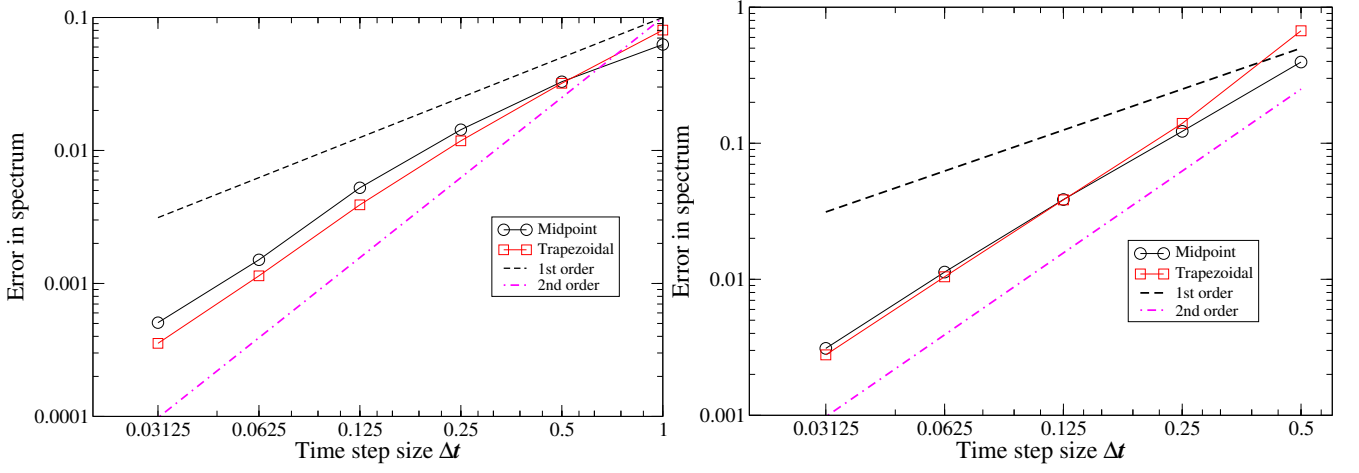 0.1
0.01
0.001
0.0001
Error in spectrum
Midpoint
Trapezoidal
1st order
2nd order
0.03125 0.0625 0.125 0.25 0.5 1
Time step size Δt
1
0.1
0.01
0.001
Error in spectrum
Midpoint
Trapezoidal
1st order
2nd order
0.03125 0.0625 0.125 0.25 0.5
Time step size Δt